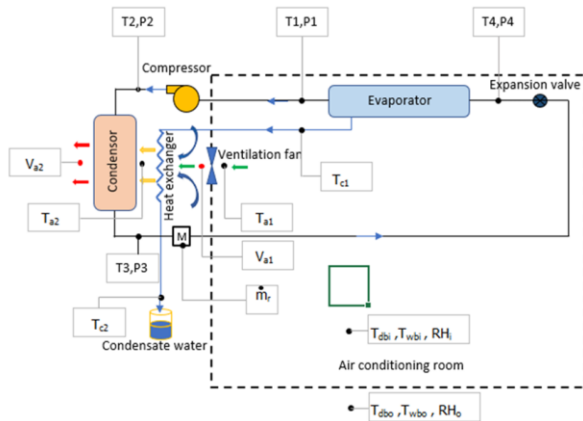 T2,P2
T1,P1
T4,P4
Compressor
Expansion valve
Evaporator
Condensor
Heat exchanger
Ventilation fan
Va2
Tc1
Ta2
Ta1
M
T3,P3
Va1
ṁr
Tc2
Condensate water
Tdbi ,Twbi , RHi
Air conditioning room
Tdbo ,Twbo , RHo